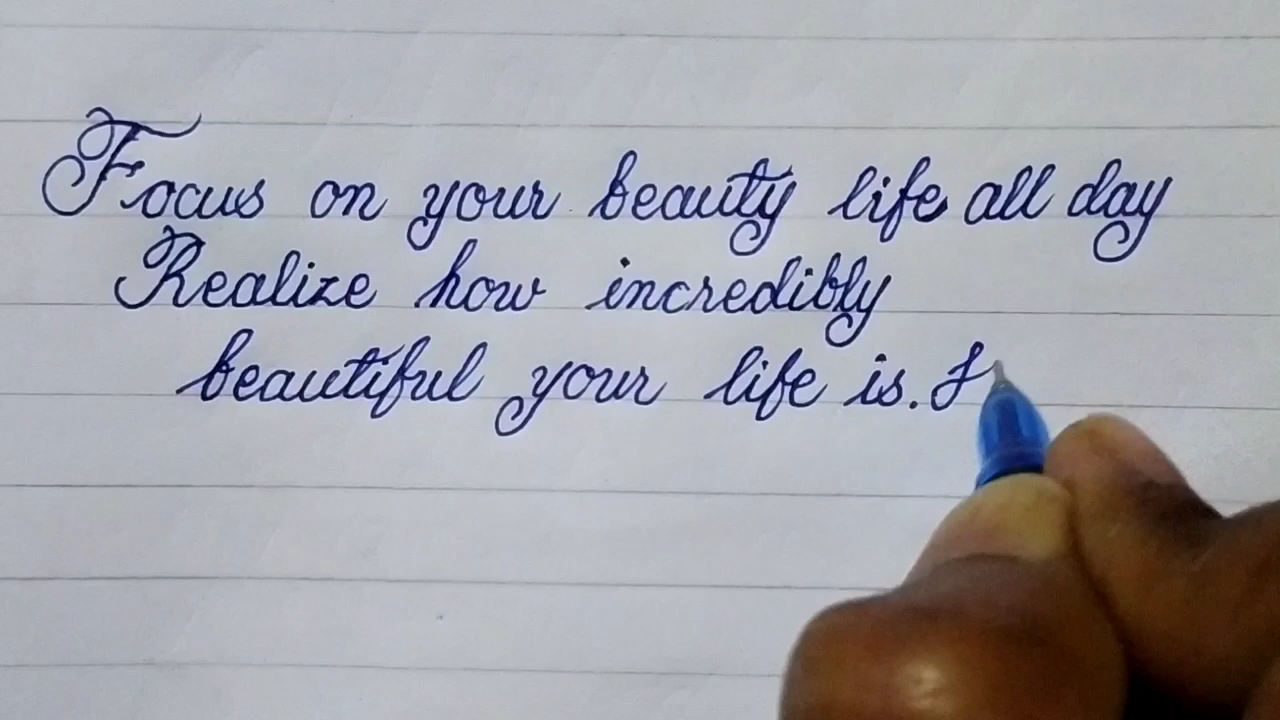 Focus on your beauty life all day
Realize how incredibly
beautiful your life is.